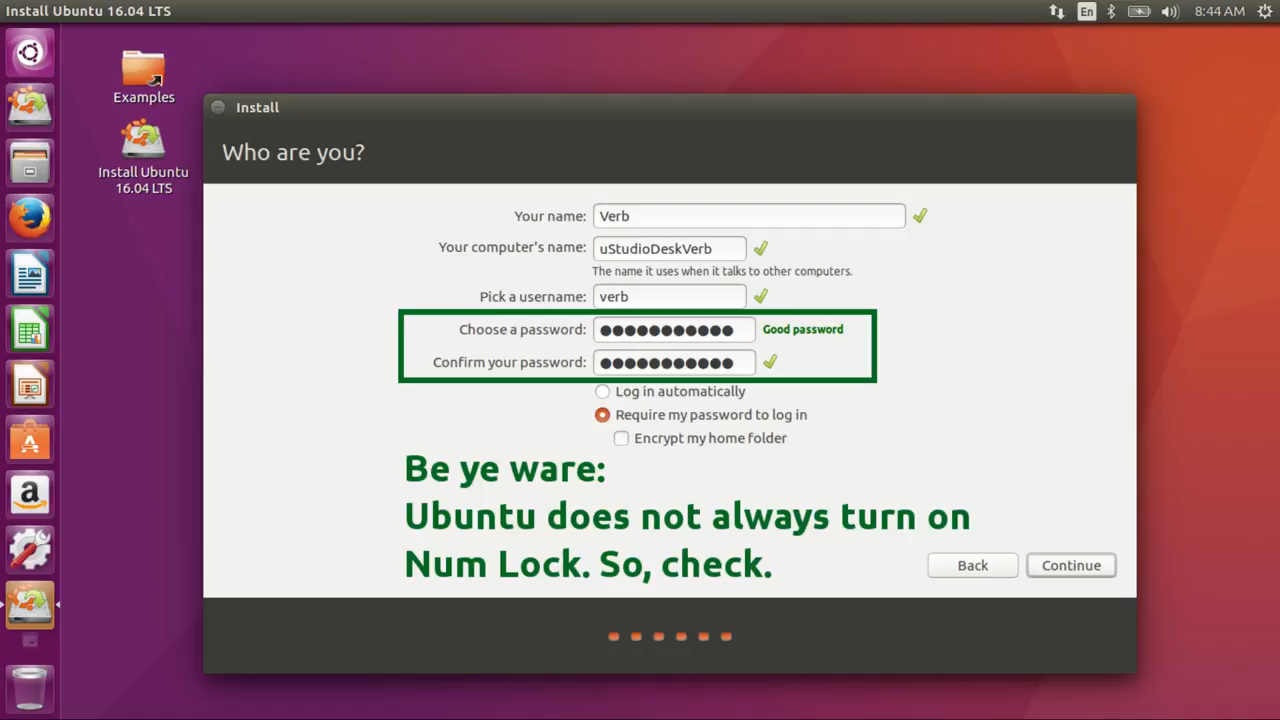 Install Ubuntu 16.04 LTS
En
8:44 AM
Examples
Install Ubuntu
16.04 LTS
Install
Who are you?
Your name: Verb
Your computer's name: uStudioDeskVerb
The name it uses when it talks to other computers.
Pick a username: verb
Choose a password: ●●●●●●●●●●● Good password
Confirm your password: ●●●●●●●●●●●
Log in automatically
Require my password to log in
Encrypt my home folder
Be ye ware:
Ubuntu does not always turn on
Num Lock. So, check.
Back
Continue